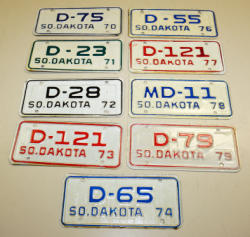 D-75
SO.DAKOTA 70
D-55
SO.DAKOTA 76
D-23
SO.DAKOTA 71
D-121
SO.DAKOTA 77
D-28
SO.DAKOTA 72
MD-11
SO.DAKOTA 78
D-121
SO.DAKOTA 73
D-79
SO.DAKOTA 79
D-65
SO.DAKOTA 74